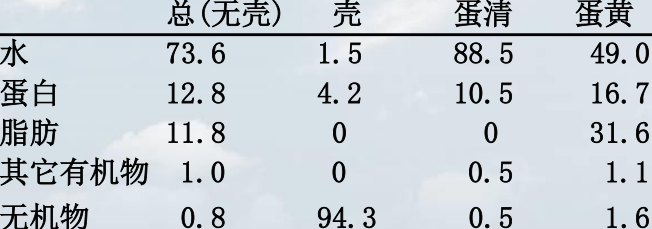 总(无壳) 壳 蛋清 蛋黄
水 73.6 1.5 88.5 49.0
蛋白 12.8 4.2 10.5 16.7
脂肪 11.8 0 0 31.6
其它有机物 1.0 0 0.5 1.1
无机物 0.8 94.3 0.5 1.6